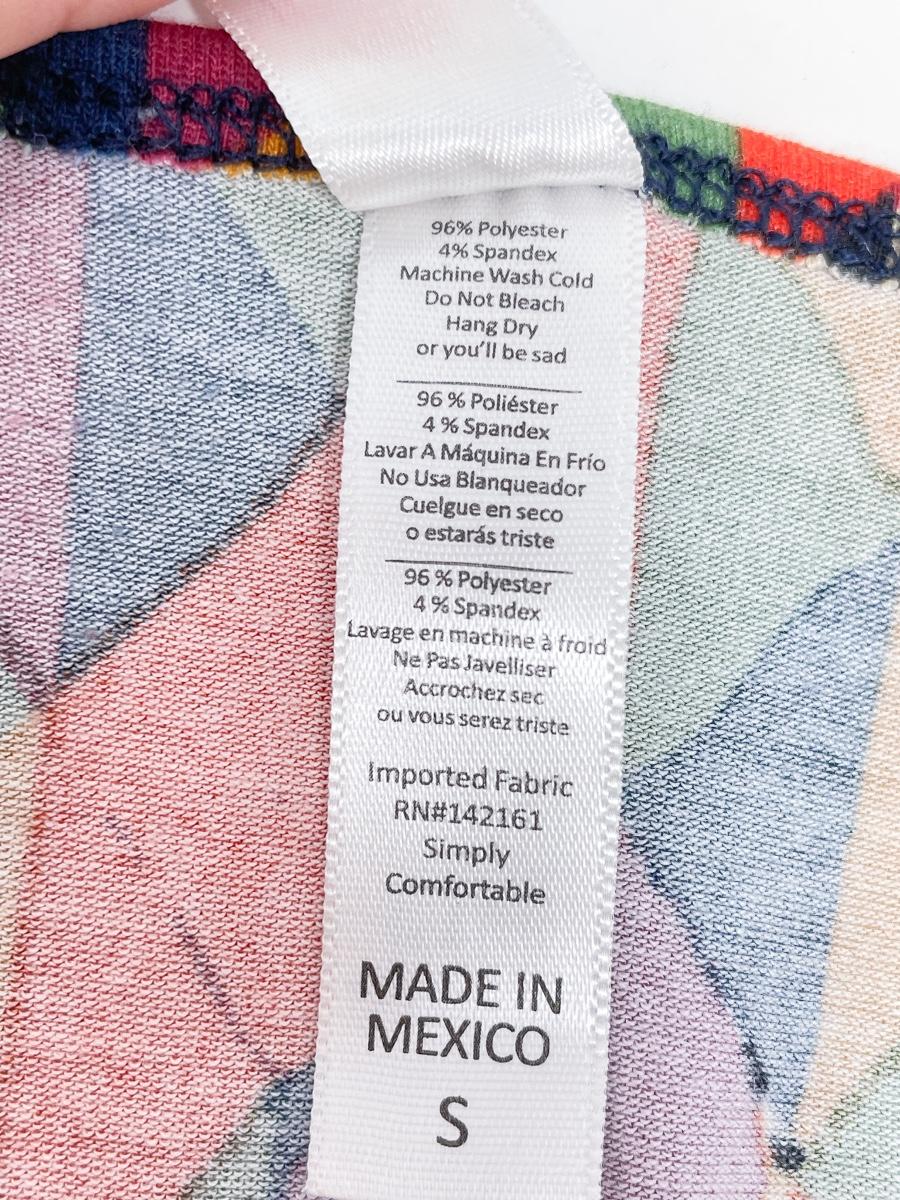 96% Polyester
4% Spandex
Machine Wash Cold
Do Not Bleach
Hang Dry
or you'll be sad
96 % Poliéster
4 % Spandex
Lavar A Máquina En Frío
No Usa Blanqueador
Cuelgue en seco
o estarás triste
96 % Polyester
4 % Spandex
Lavage en machine à froid
Ne Pas Javelliser
Accrochez sec
ou vous serez triste
Imported Fabric
RN#142161
Simply
Comfortable
MADE IN
MEXICO
S